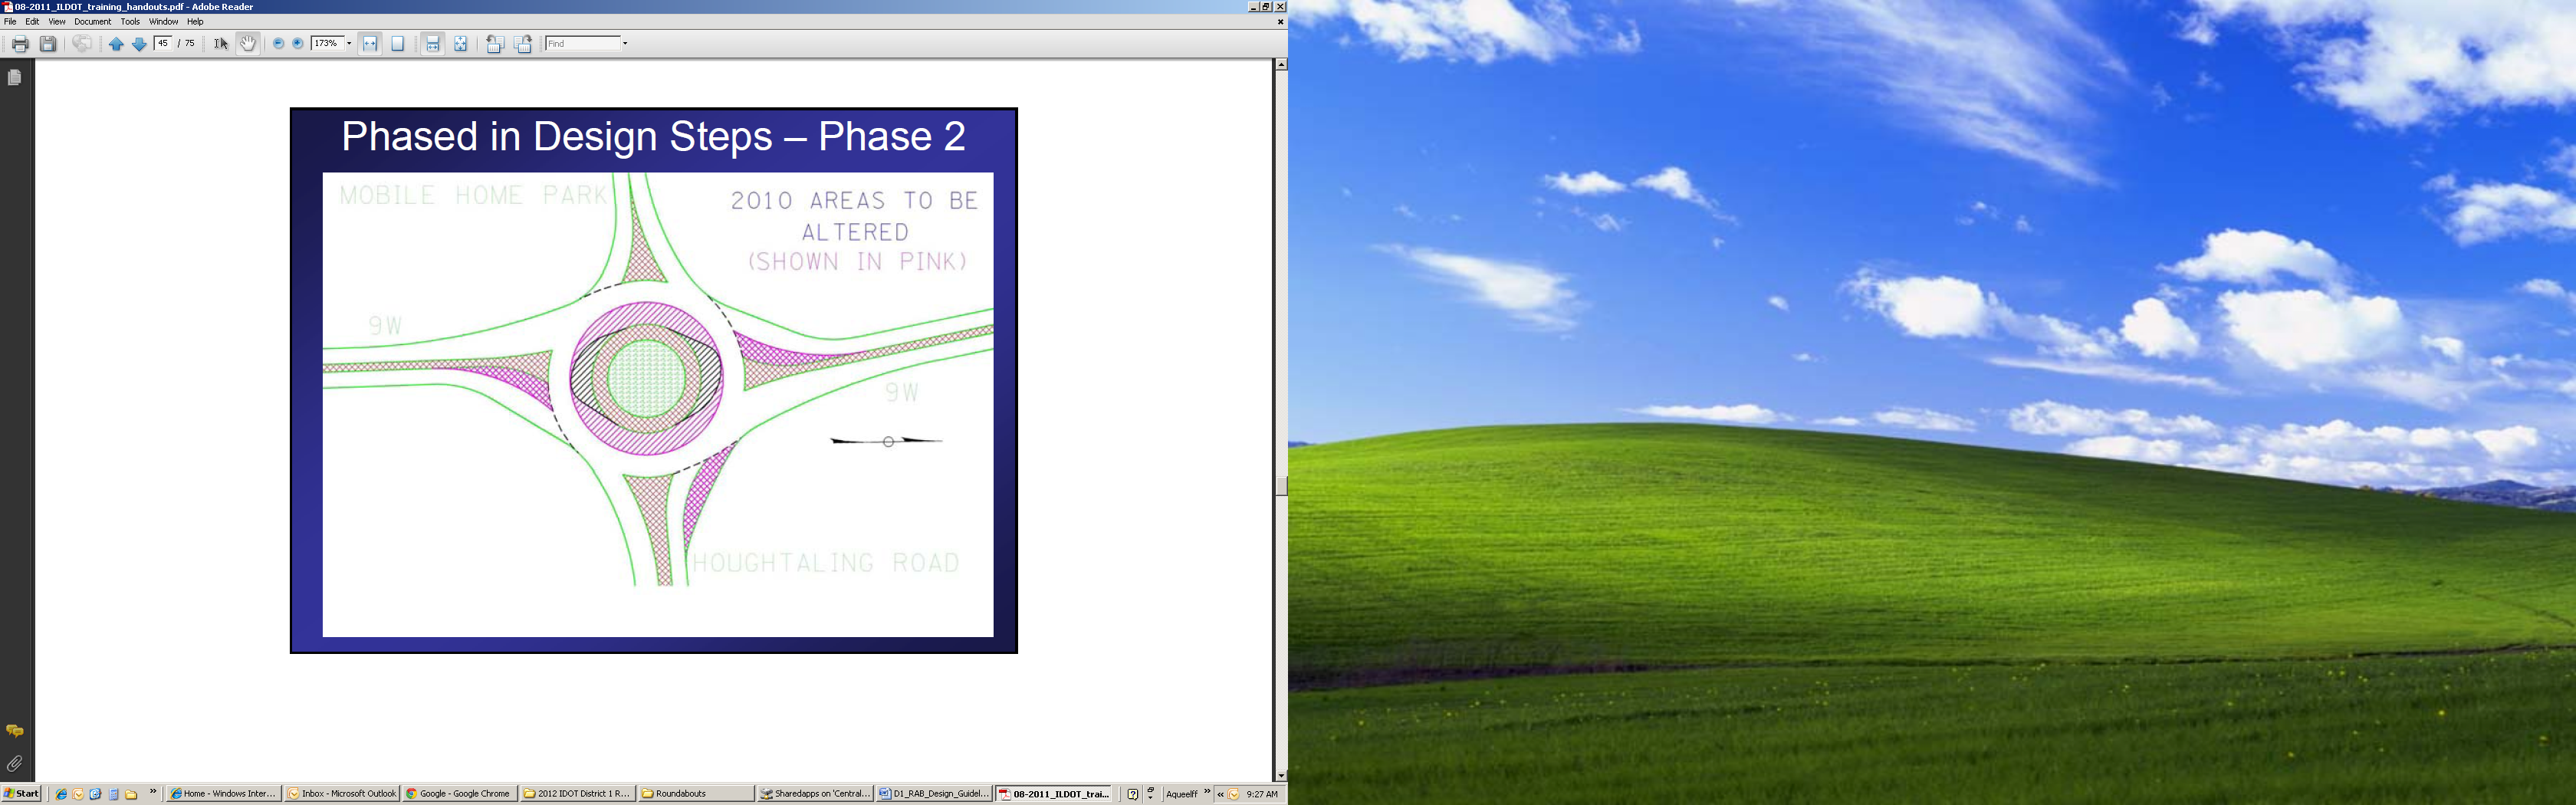 08-2011_ILDOT_training_handouts.pdf - Adobe Reader
File Edit View Document Tools Window Help
45 / 75 173% Find
Phased in Design Steps – Phase 2
MOBILE HOME PARK
2010 AREAS TO BE
ALTERED
(SHOWN IN PINK)
9W
9W
HOUGHTALING ROAD
Start
» Home - Windows Inter...
Inbox - Microsoft Outlook
Google - Google Chrome
2012 IDOT District 1 R...
Roundabouts
Sharedapps on 'Central...
D1_RAB_Design_Guidel...
08-2011_ILDOT_trai...
Aqueelff » « 9:27 AM